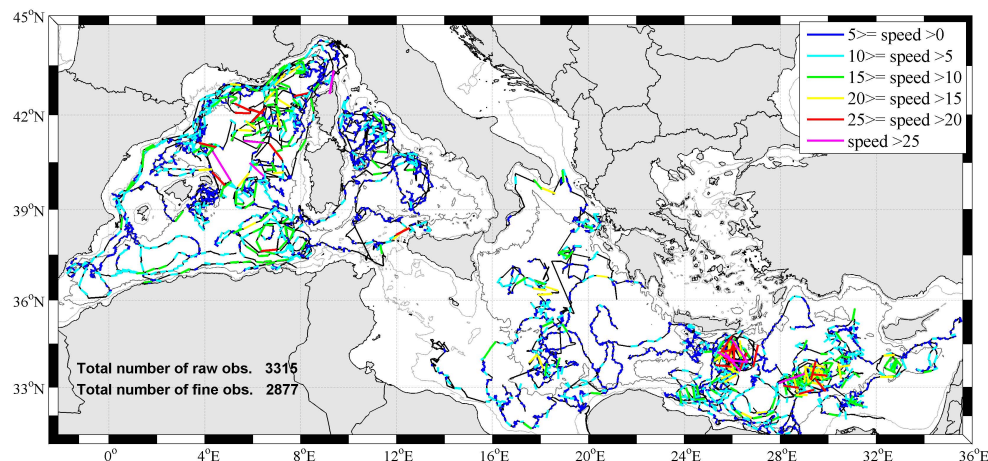 45°N
42°N
39°N
36°N
33°N
5>= speed >0
10>= speed >5
15>= speed >10
20>= speed >15
25>= speed >20
speed >25
Total number of raw obs. 3315
Total number of fine obs. 2877
0°
4°E
8°E
12°E
16°E
20°E
24°E
28°E
32°E
36°E